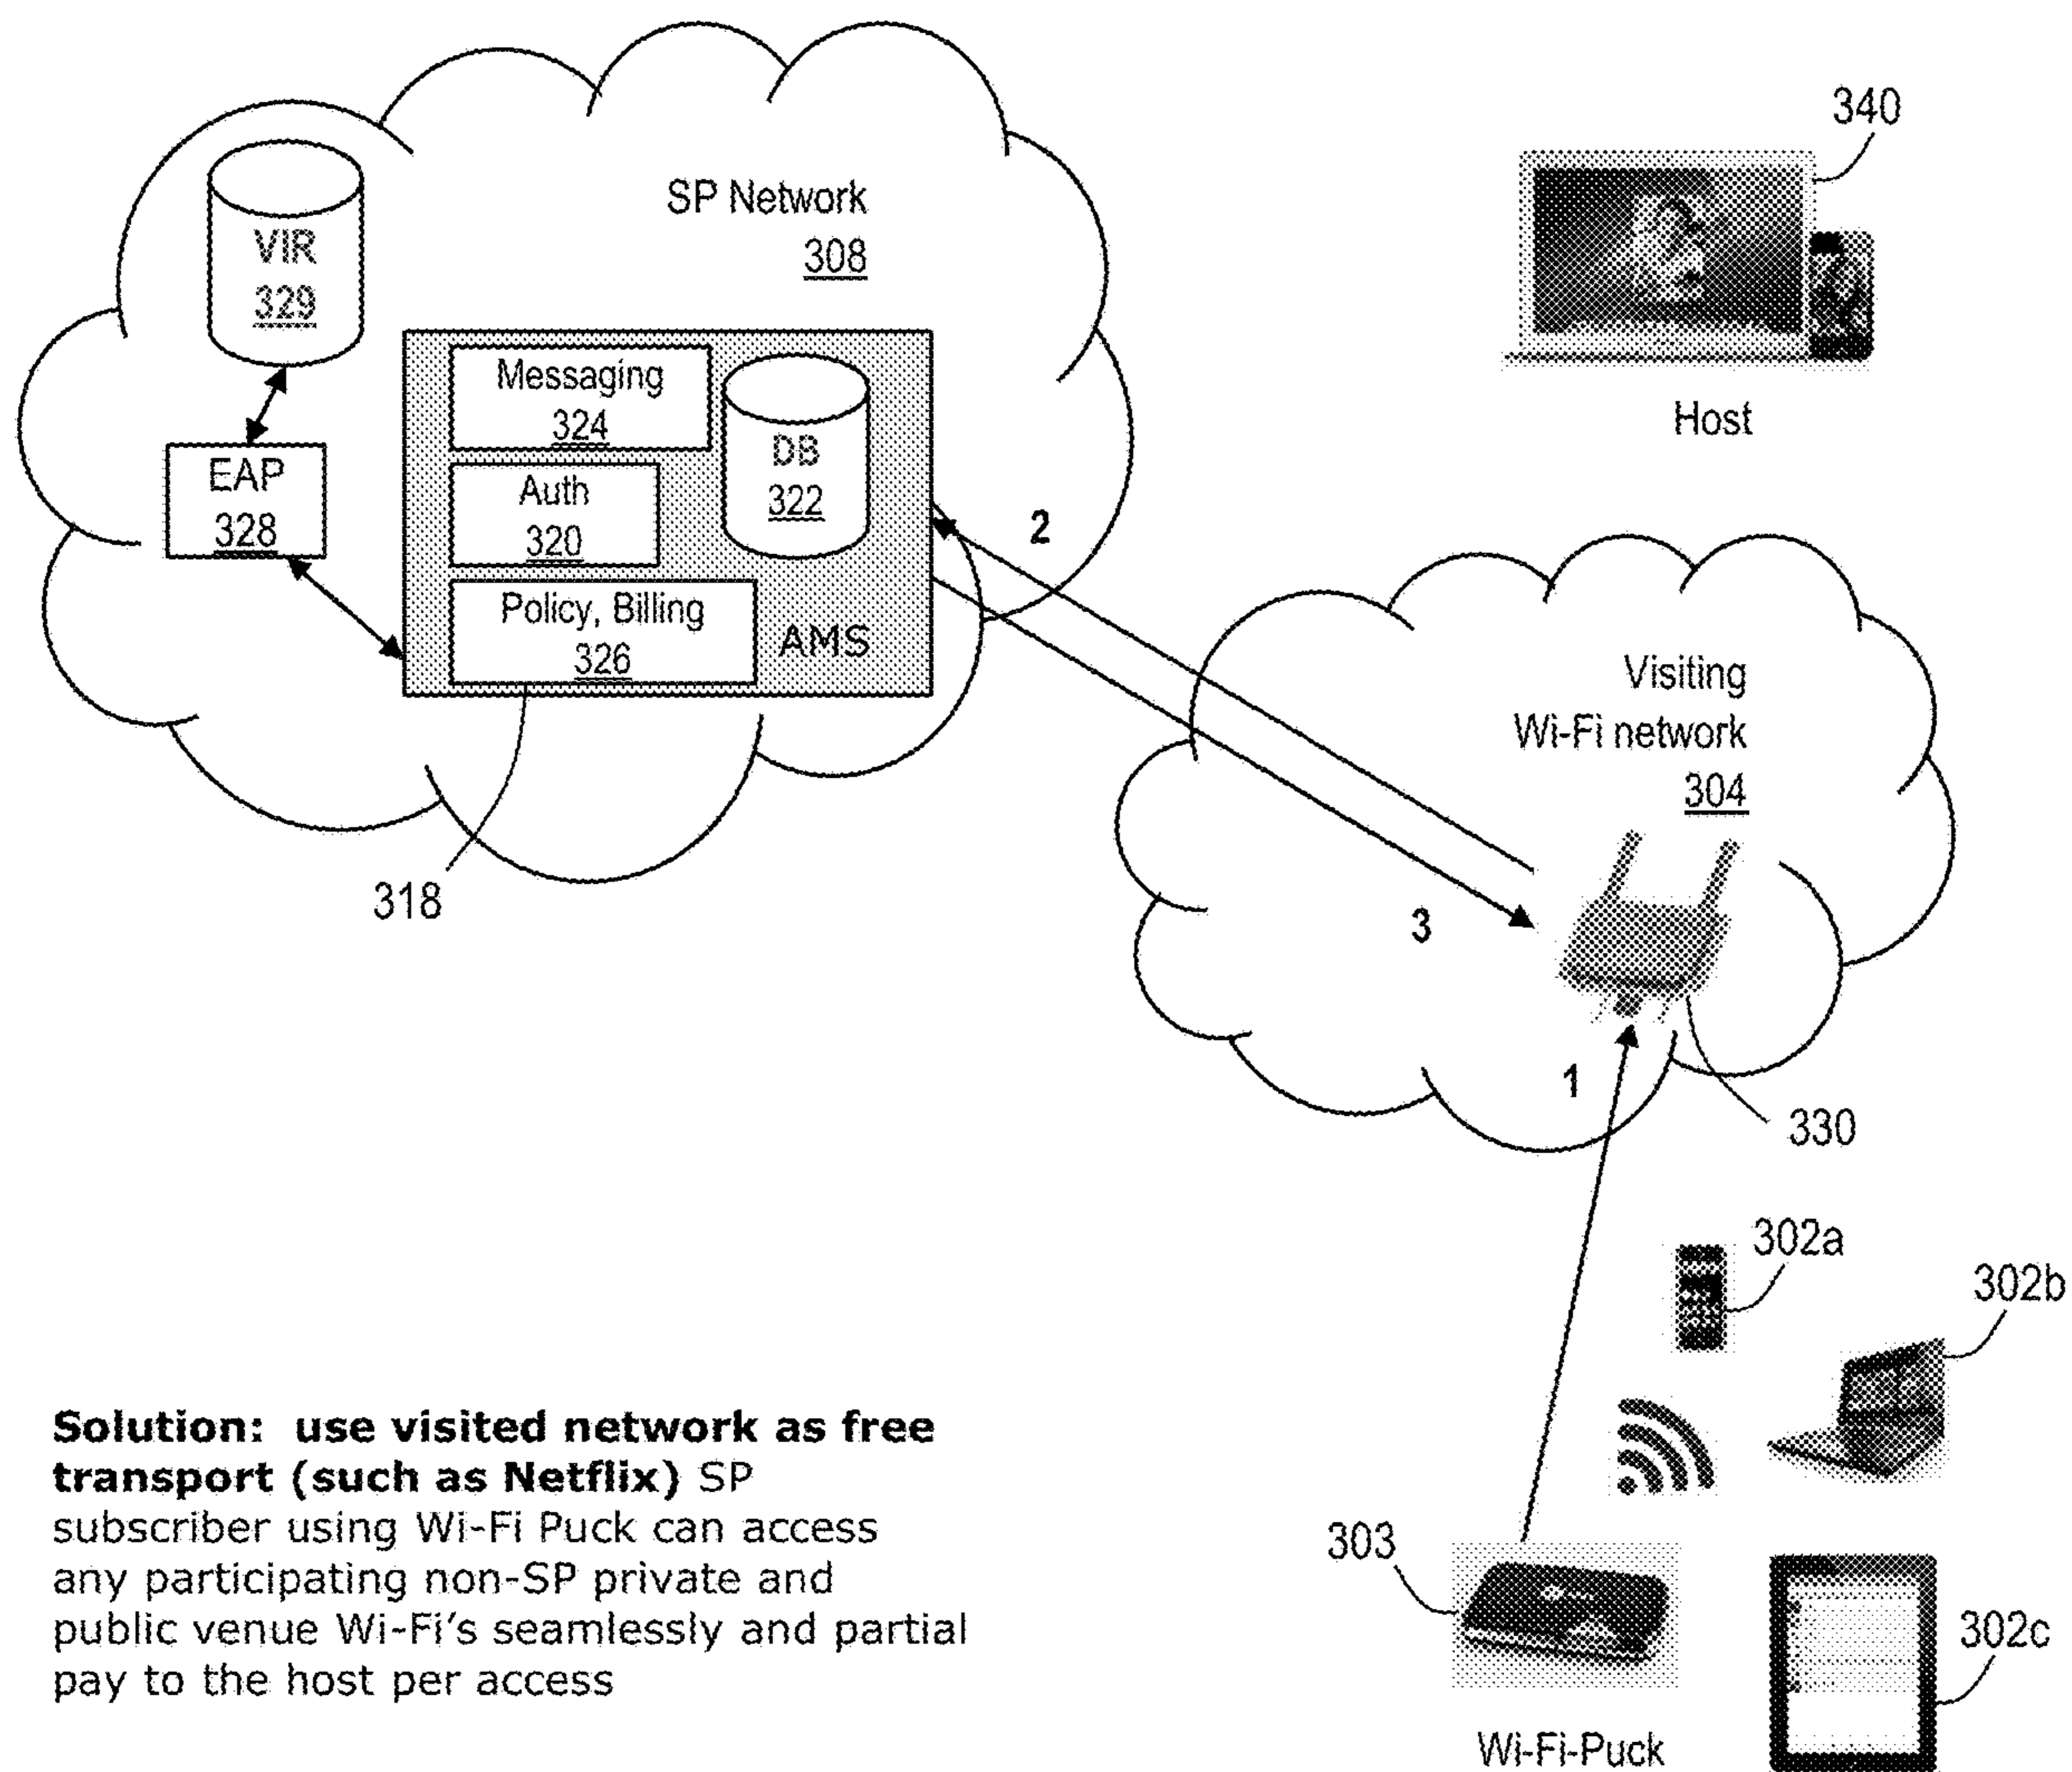 340
SP Network
308
VIR
329
Messaging
324
DB
322
EAP
328
Auth
320
Policy, Billing
326
AMS
318
Host
2
Visiting
Wi-Fi network
304
3
1
330
302a
302b
303
302c
Wi-Fi-Puck
Solution: use visited network as free
transport (such as Netflix) SP
subscriber using Wi-Fi Puck can access
any participating non-SP private and
public venue Wi-Fi's seamlessly and partial
pay to the host per access